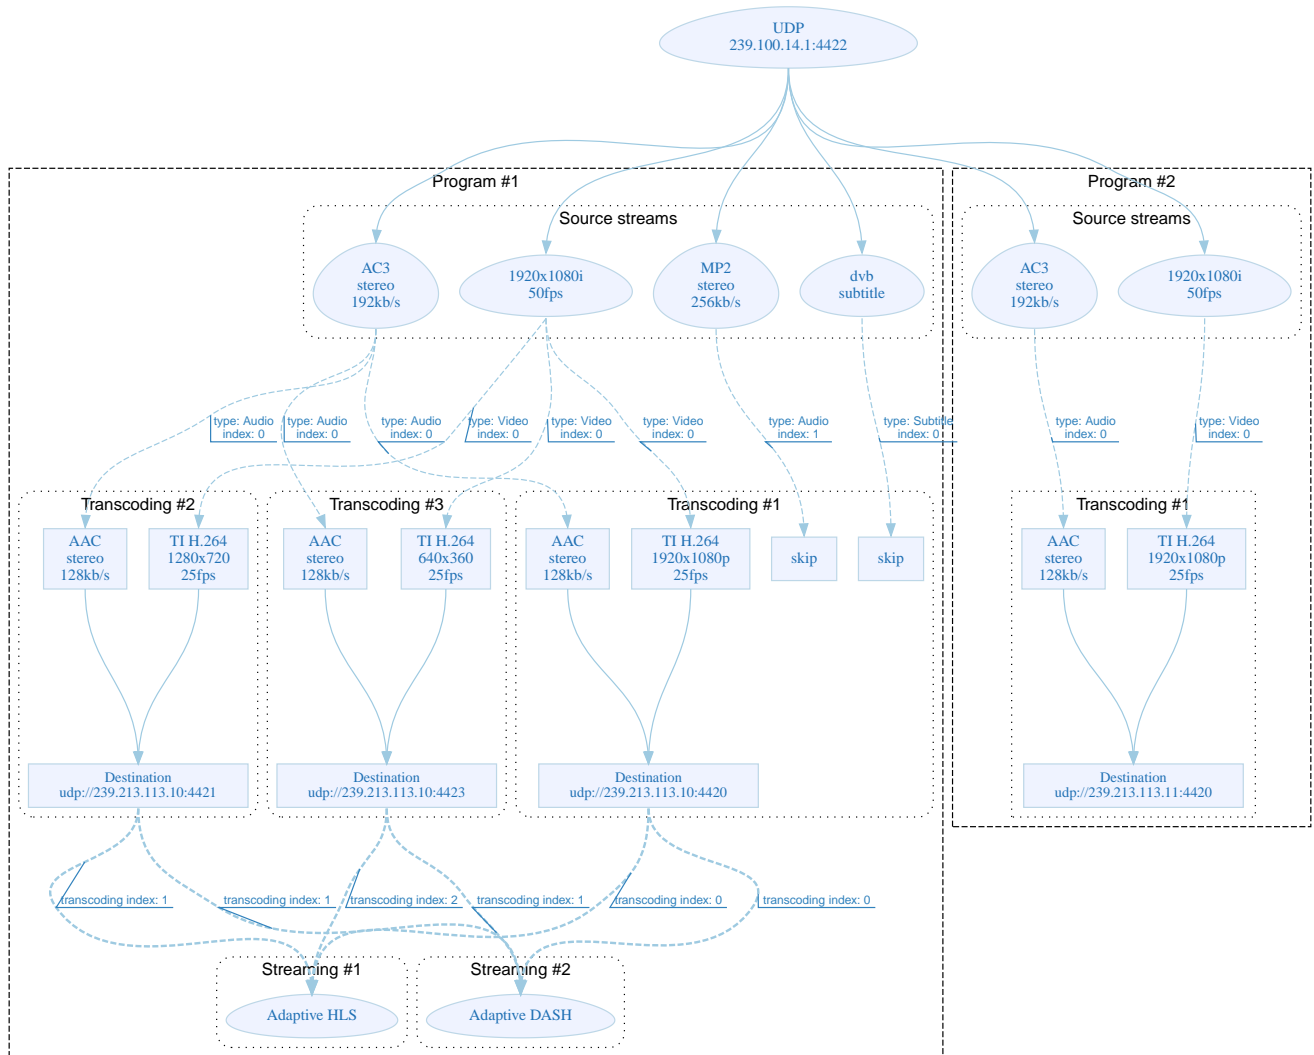 UDP
239.100.14.1:4422
Program #1
Program #2
Source streams
Source streams
AC3
stereo
192kb/s
1920x1080i
50fps
MP2
stereo
256kb/s
dvb
subtitle
AC3
stereo
192kb/s
1920x1080i
50fps
type: Audio
index: 0
type: Audio
index: 0
type: Audio
index: 0
type: Video
index: 0
type: Video
index: 0
type: Video
index: 0
type: Audio
index: 1
type: Subtitle
index: 0
type: Audio
index: 0
type: Video
index: 0
Transcoding #2
Transcoding #3
Transcoding #1
Transcoding #1
AAC
stereo
128kb/s
TI H.264
1280x720
25fps
AAC
stereo
128kb/s
TI H.264
640x360
25fps
AAC
stereo
128kb/s
TI H.264
1920x1080p
25fps
skip
skip
AAC
stereo
128kb/s
TI H.264
1920x1080p
25fps
Destination
udp://239.213.113.10:4421
Destination
udp://239.213.113.10:4423
Destination
udp://239.213.113.10:4420
Destination
udp://239.213.113.11:4420
transcoding index: 1
transcoding index: 1
transcoding index: 2
transcoding index: 1
transcoding index: 0
transcoding index: 0
Streaming #1
Streaming #2
Adaptive HLS
Adaptive DASH